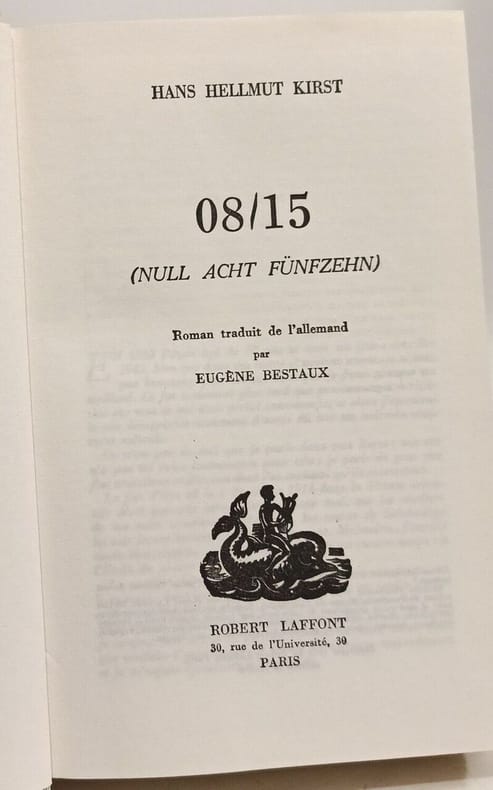 HANS HELLMUT KIRST
08/15
(NULL ACHT FÜNFZEHN)
Roman traduit de l'allemand
par
EUGÈNE BESTAUX
ROBERT LAFFONT
30, rue de l'Université, 30
PARIS